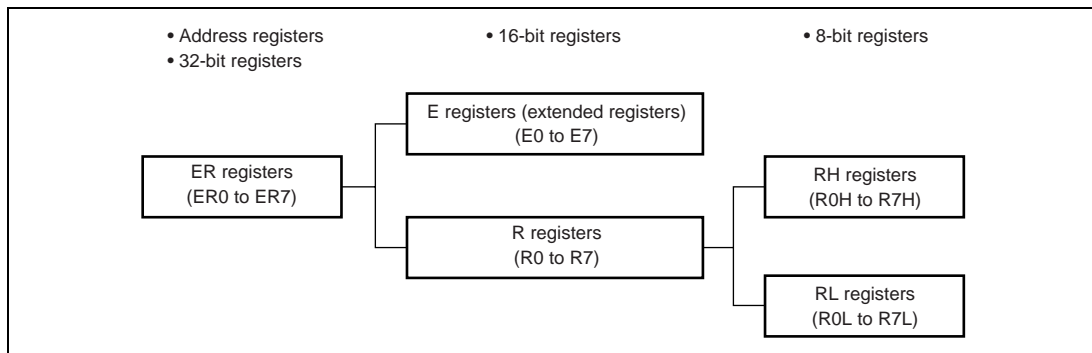 • Address registers
• 32-bit registers
• 16-bit registers
• 8-bit registers
E registers (extended registers)
(E0 to E7)
ER registers
(ER0 to ER7)
RH registers
(R0H to R7H)
R registers
(R0 to R7)
RL registers
(R0L to R7L)